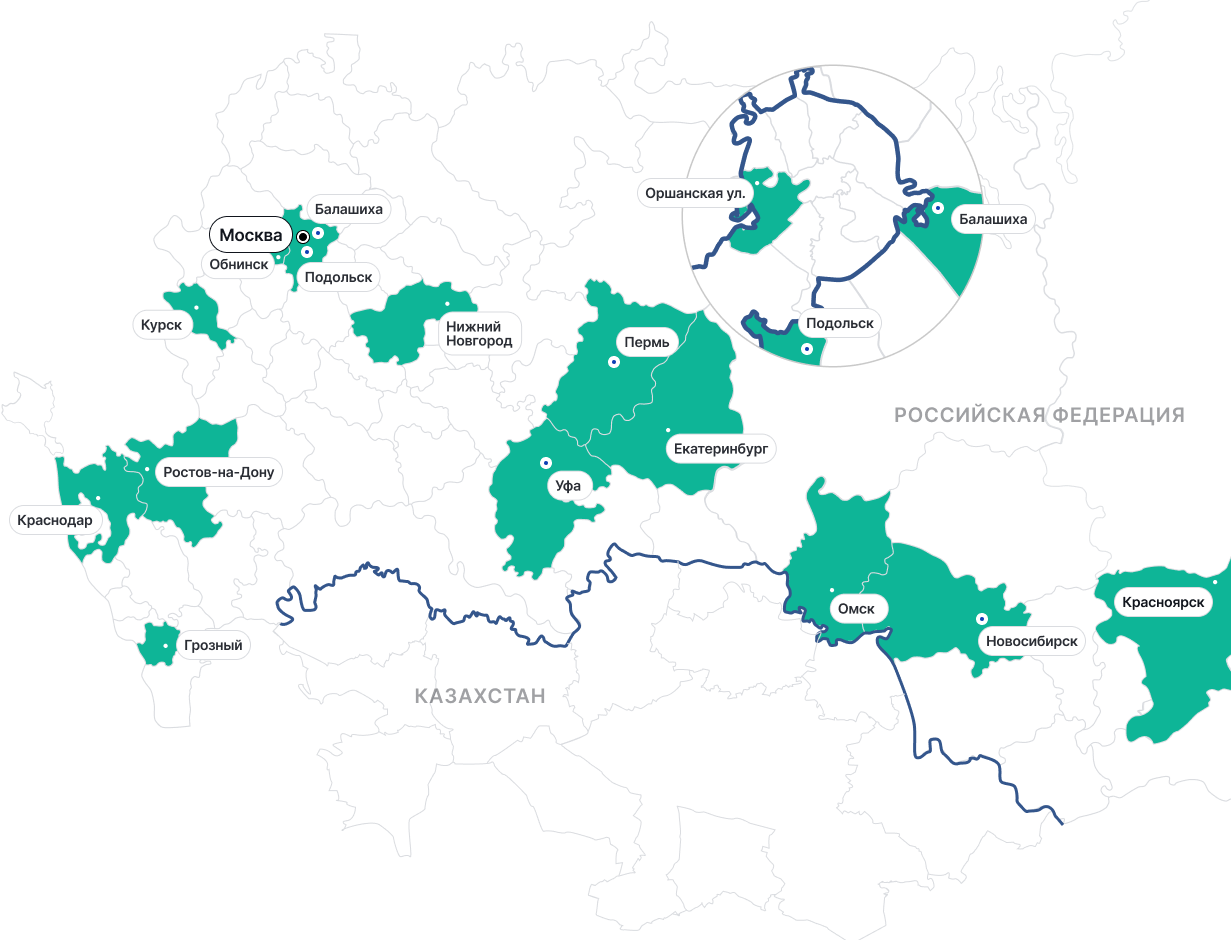 Оршанская ул.
Балашиха
Балашиха
Москва
Обнинск
Подольск
Курск
Нижний
Новгород
Подольск
Пермь
РОССИЙСКАЯ ФЕДЕРАЦИЯ
Екатеринбург
Ростов-на-Дону
Уфа
Краснодар
Омск
Красноярск
Новосибирск
Грозный
КАЗАХСТАН